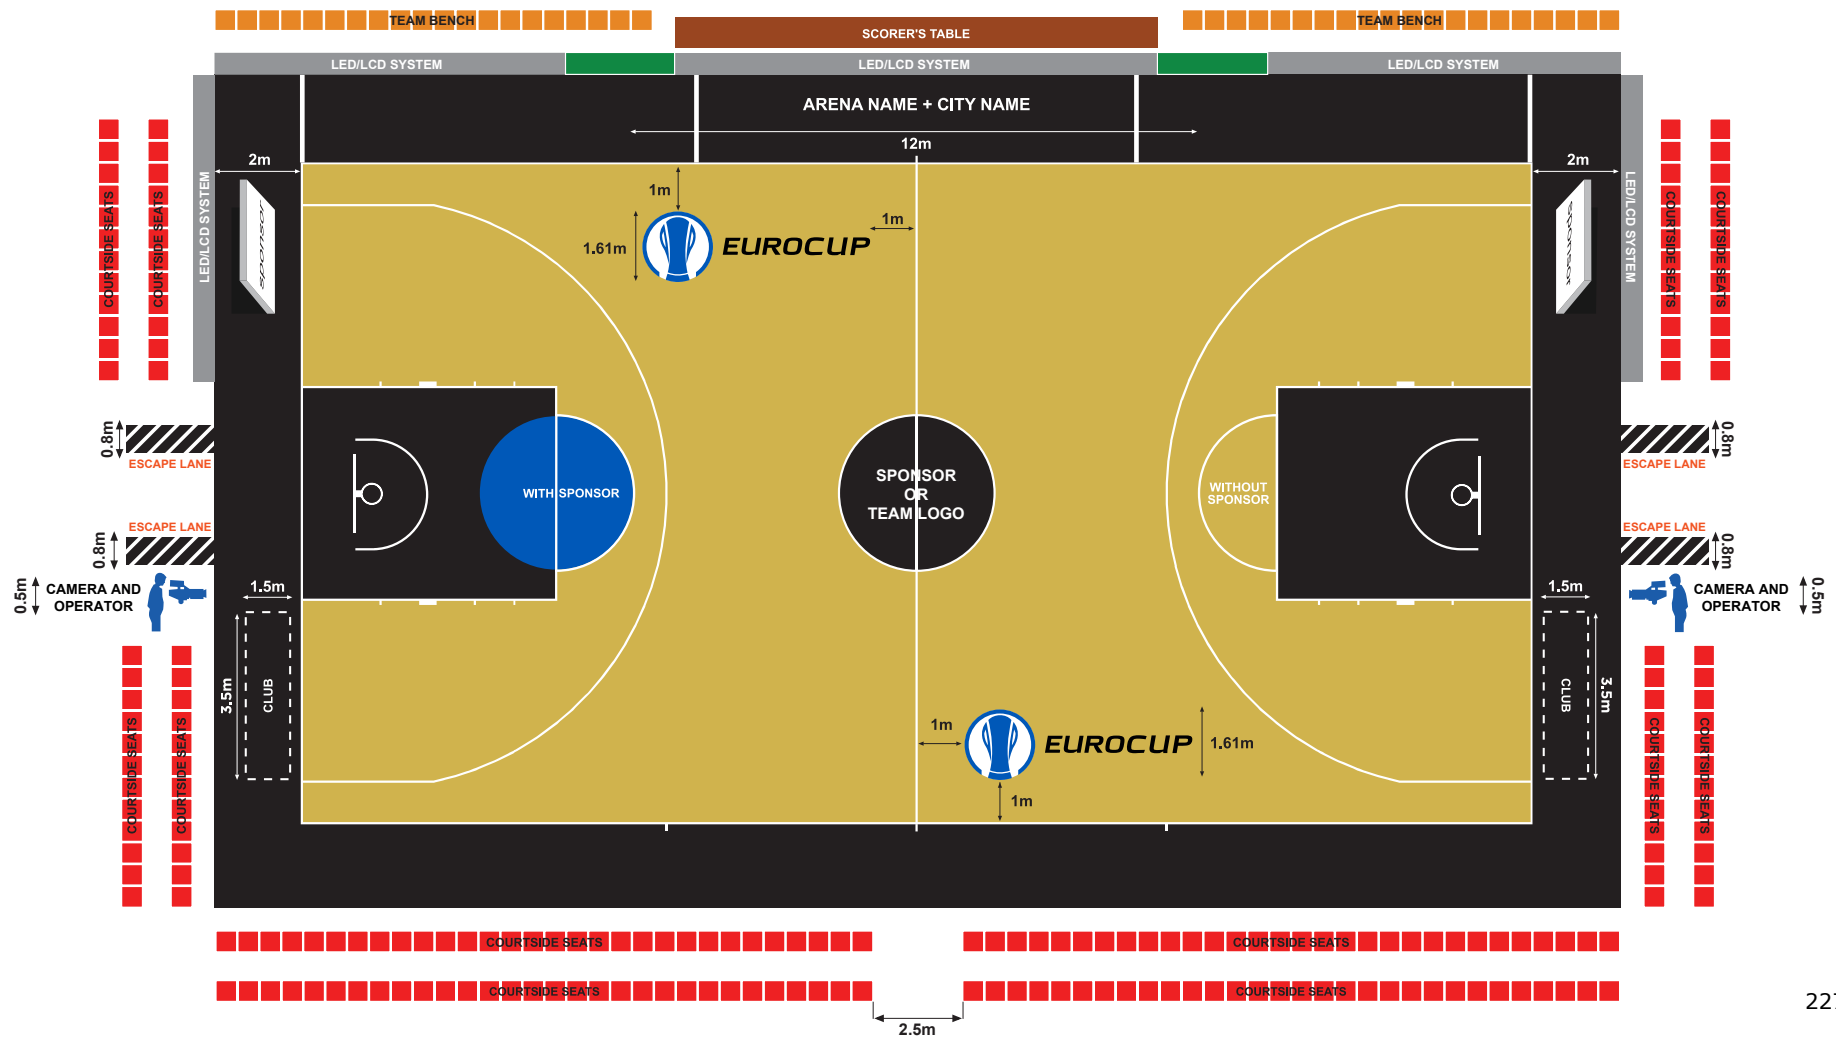 TEAM BENCH
TEAM BENCH
SCORER'S TABLE
LED/LCD SYSTEM
LED/LCD SYSTEM
LED/LCD SYSTEM
ARENA NAME + CITY NAME
12m
2m
2m
LED/LCD SYSTEM
LED/LCD SYSTEM
COURTSIDE SEATS
COURTSIDE SEATS
COURTSIDE SEATS
COURTSIDE SEATS
sponsor
sponsor
1m
1m
1.61m
EUROCUP
0.8m
ESCAPE LANE
0.8m
ESCAPE LANE
WITH SPONSOR
SPONSOR
OR
TEAM LOGO
WITHOUT
SPONSOR
ESCAPE LANE
0.8m
ESCAPE LANE
0.8m
0.5m
CAMERA AND
OPERATOR
1.5m
1.5m
CAMERA AND
OPERATOR
0.5m
3.5m
CLUB
CLUB
3.5m
1m
EUROCUP
1.61m
1m
COURTSIDE SEATS
COURTSIDE SEATS
COURTSIDE SEATS
COURTSIDE SEATS
COURTSIDE SEATS
COURTSIDE SEATS
COURTSIDE SEATS
COURTSIDE SEATS
2.5m
227